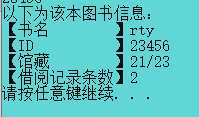 以下为该本图书信息：
【书名　　　　】rty
【ID　　　　　】23456
【馆藏　　　　】21/23
【借阅记录条数】2
请按任意键继续. . .